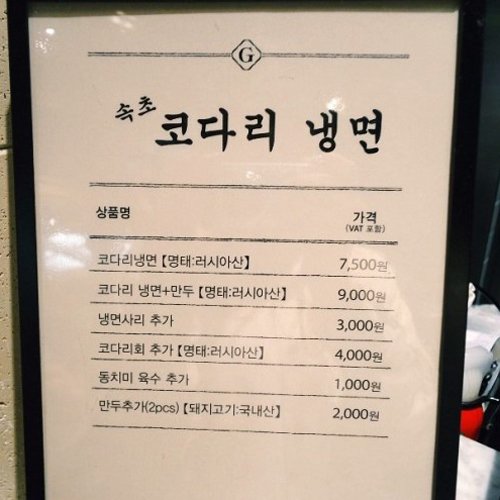 G
속초
코다리 냉면
상품명 가격
(VAT 포함)
코다리냉면【명태:러시아산】 7,500원
코다리 냉면+만두【명태:러시아산】 9,000원
냉면사리 추가 3,000원
코다리회 추가【명태:러시아산】 4,000원
동치미 육수 추가 1,000원
만두추가(2pcs)【돼지고기:국내산】 2,000원